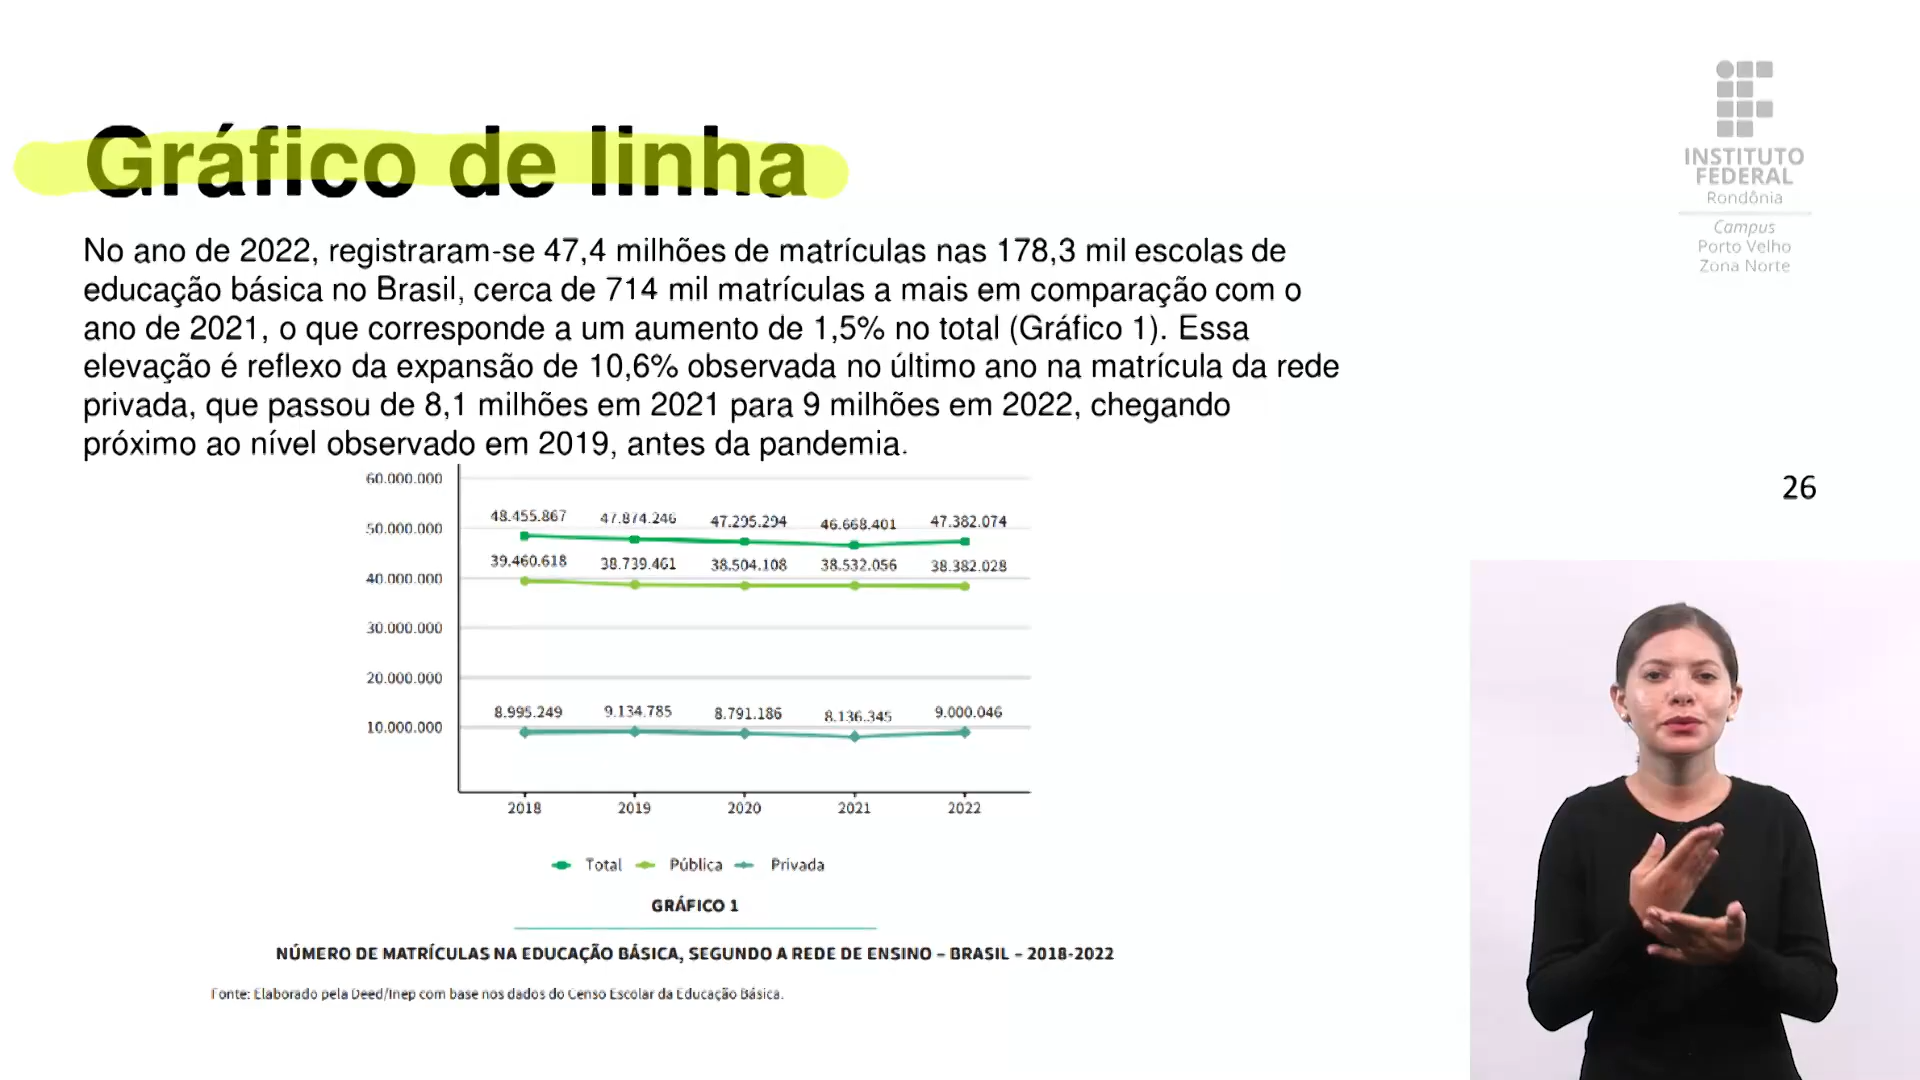 Gráfico de linha
INSTITUTO
FEDERAL
Rondônia
Campus
Porto Velho
Zona Norte
No ano de 2022, registraram-se 47,4 milhões de matrículas nas 178,3 mil escolas de
educação básica no Brasil, cerca de 714 mil matrículas a mais em comparação com o
ano de 2021, o que corresponde a um aumento de 1,5% no total (Gráfico 1). Essa
elevação é reflexo da expansão de 10,6% observada no último ano na matrícula da rede
privada, que passou de 8,1 milhões em 2021 para 9 milhões em 2022, chegando
próximo ao nível observado em 2019, antes da pandemia.
26
60.000.000
50.000.000
40.000.000
30.000.000
20.000.000
10.000.000
48.455.867 47.874.246 47.295.294 46.668.401 47.382.074
39.460.618 38.739.461 38.504.108 38.532.056 38.382.028
8.995.249 9.134.785 8.791.186 8.136.345 9.000.046
2018 2019 2020 2021 2022
Total Pública Privada
GRÁFICO 1
NÚMERO DE MATRÍCULAS NA EDUCAÇÃO BÁSICA, SEGUNDO A REDE DE ENSINO – BRASIL – 2018-2022
Fonte: Elaborado pela Deed/Inep com base nos dados do Censo Escolar da Educação Básica.